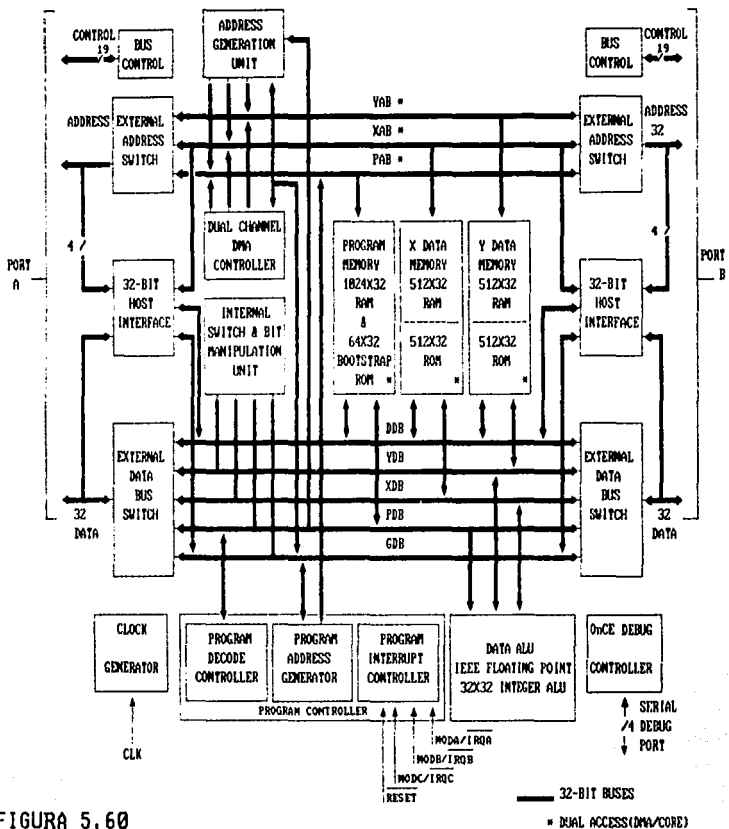 CONTROL
19
BUS
CONTROL
ADDRESS
GENERATION
UNIT
BUS
CONTROL
CONTROL
19
YAB *
XAB *
PAB *
ADDRESS
EXTERNAL
ADDRESS
SWITCH
EXTERNAL
ADDRESS
SWITCH
ADDRESS
32
4
DUAL CHANNEL
DMA
CONTROLLER
PROGRAM
MEMORY
1024X32
RAM
&
64X32
BOOTSTRAP
ROM *
X DATA
MEMORY
512X32
RAM
512X32
ROM
*
Y DATA
MEMORY
512X32
RAM
512X32
ROM
*
4
PORT
A
32-BIT
HOST
INTERFACE
INTERNAL
SWITCH & BIT
MANIPULATION
UNIT
32-BIT
HOST
INTERFACE
PORT
B
DDB
YDB
XDB
PDB
GDB
EXTERNAL
DATA
BUS
SWITCH
32
DATA
EXTERNAL
DATA
BUS
SWITCH
32
DATA
CLOCK
GENERATOR
CLK
PROGRAM
DECODE
CONTROLLER
PROGRAM
ADDRESS
GENERATOR
PROGRAM
INTERRUPT
CONTROLLER
PROGRAM CONTROLLER
DATA ALU
IEEE FLOATING POINT
32X32 INTEGER ALU
OnCE DEBUG
CONTROLLER
SERIAL
/4 DEBUG
PORT
MODA/IRQA
MODB/IRQB
MODC/IRQC
RESET
32-BIT BUSES
* DUAL ACCESS(DMA/CORE)
FIGURA 5.60